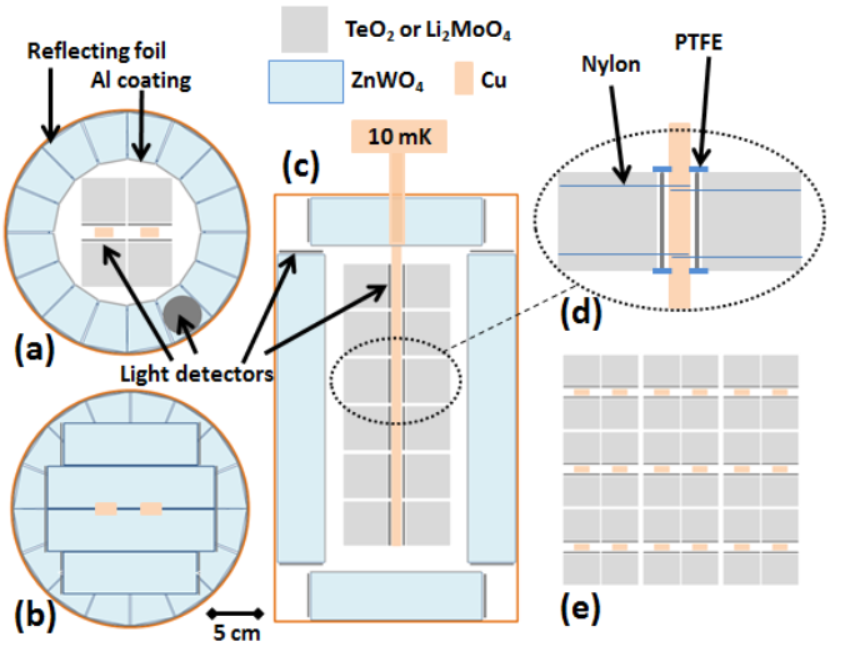 TeO₂ or Li₂MoO₄
ZnWO₄
Cu
Reflecting foil
Al coating
(a)
Light detectors
(b)
5 cm
(c)
10 mK
Nylon
PTFE
(d)
(e)